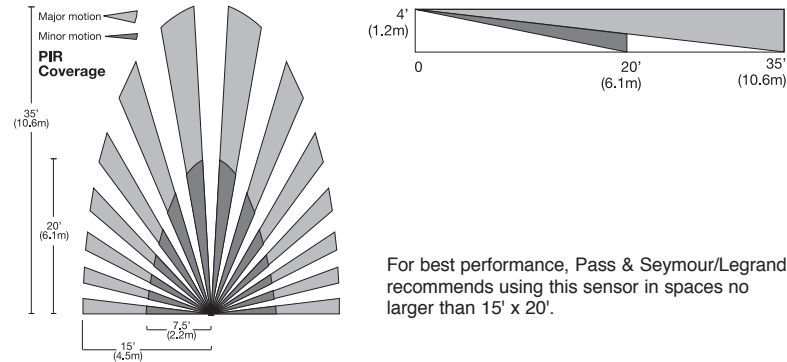 Major motion
Minor motion
PIR
Coverage
35'
(10.6m)
20'
(6.1m)
7.5'
(2.2m)
15'
(4.5m)
4'
(1.2m)
0
20'
(6.1m)
35'
(10.6m)
For best performance, Pass & Seymour/Legrand
recommends using this sensor in spaces no
larger than 15' x 20'.